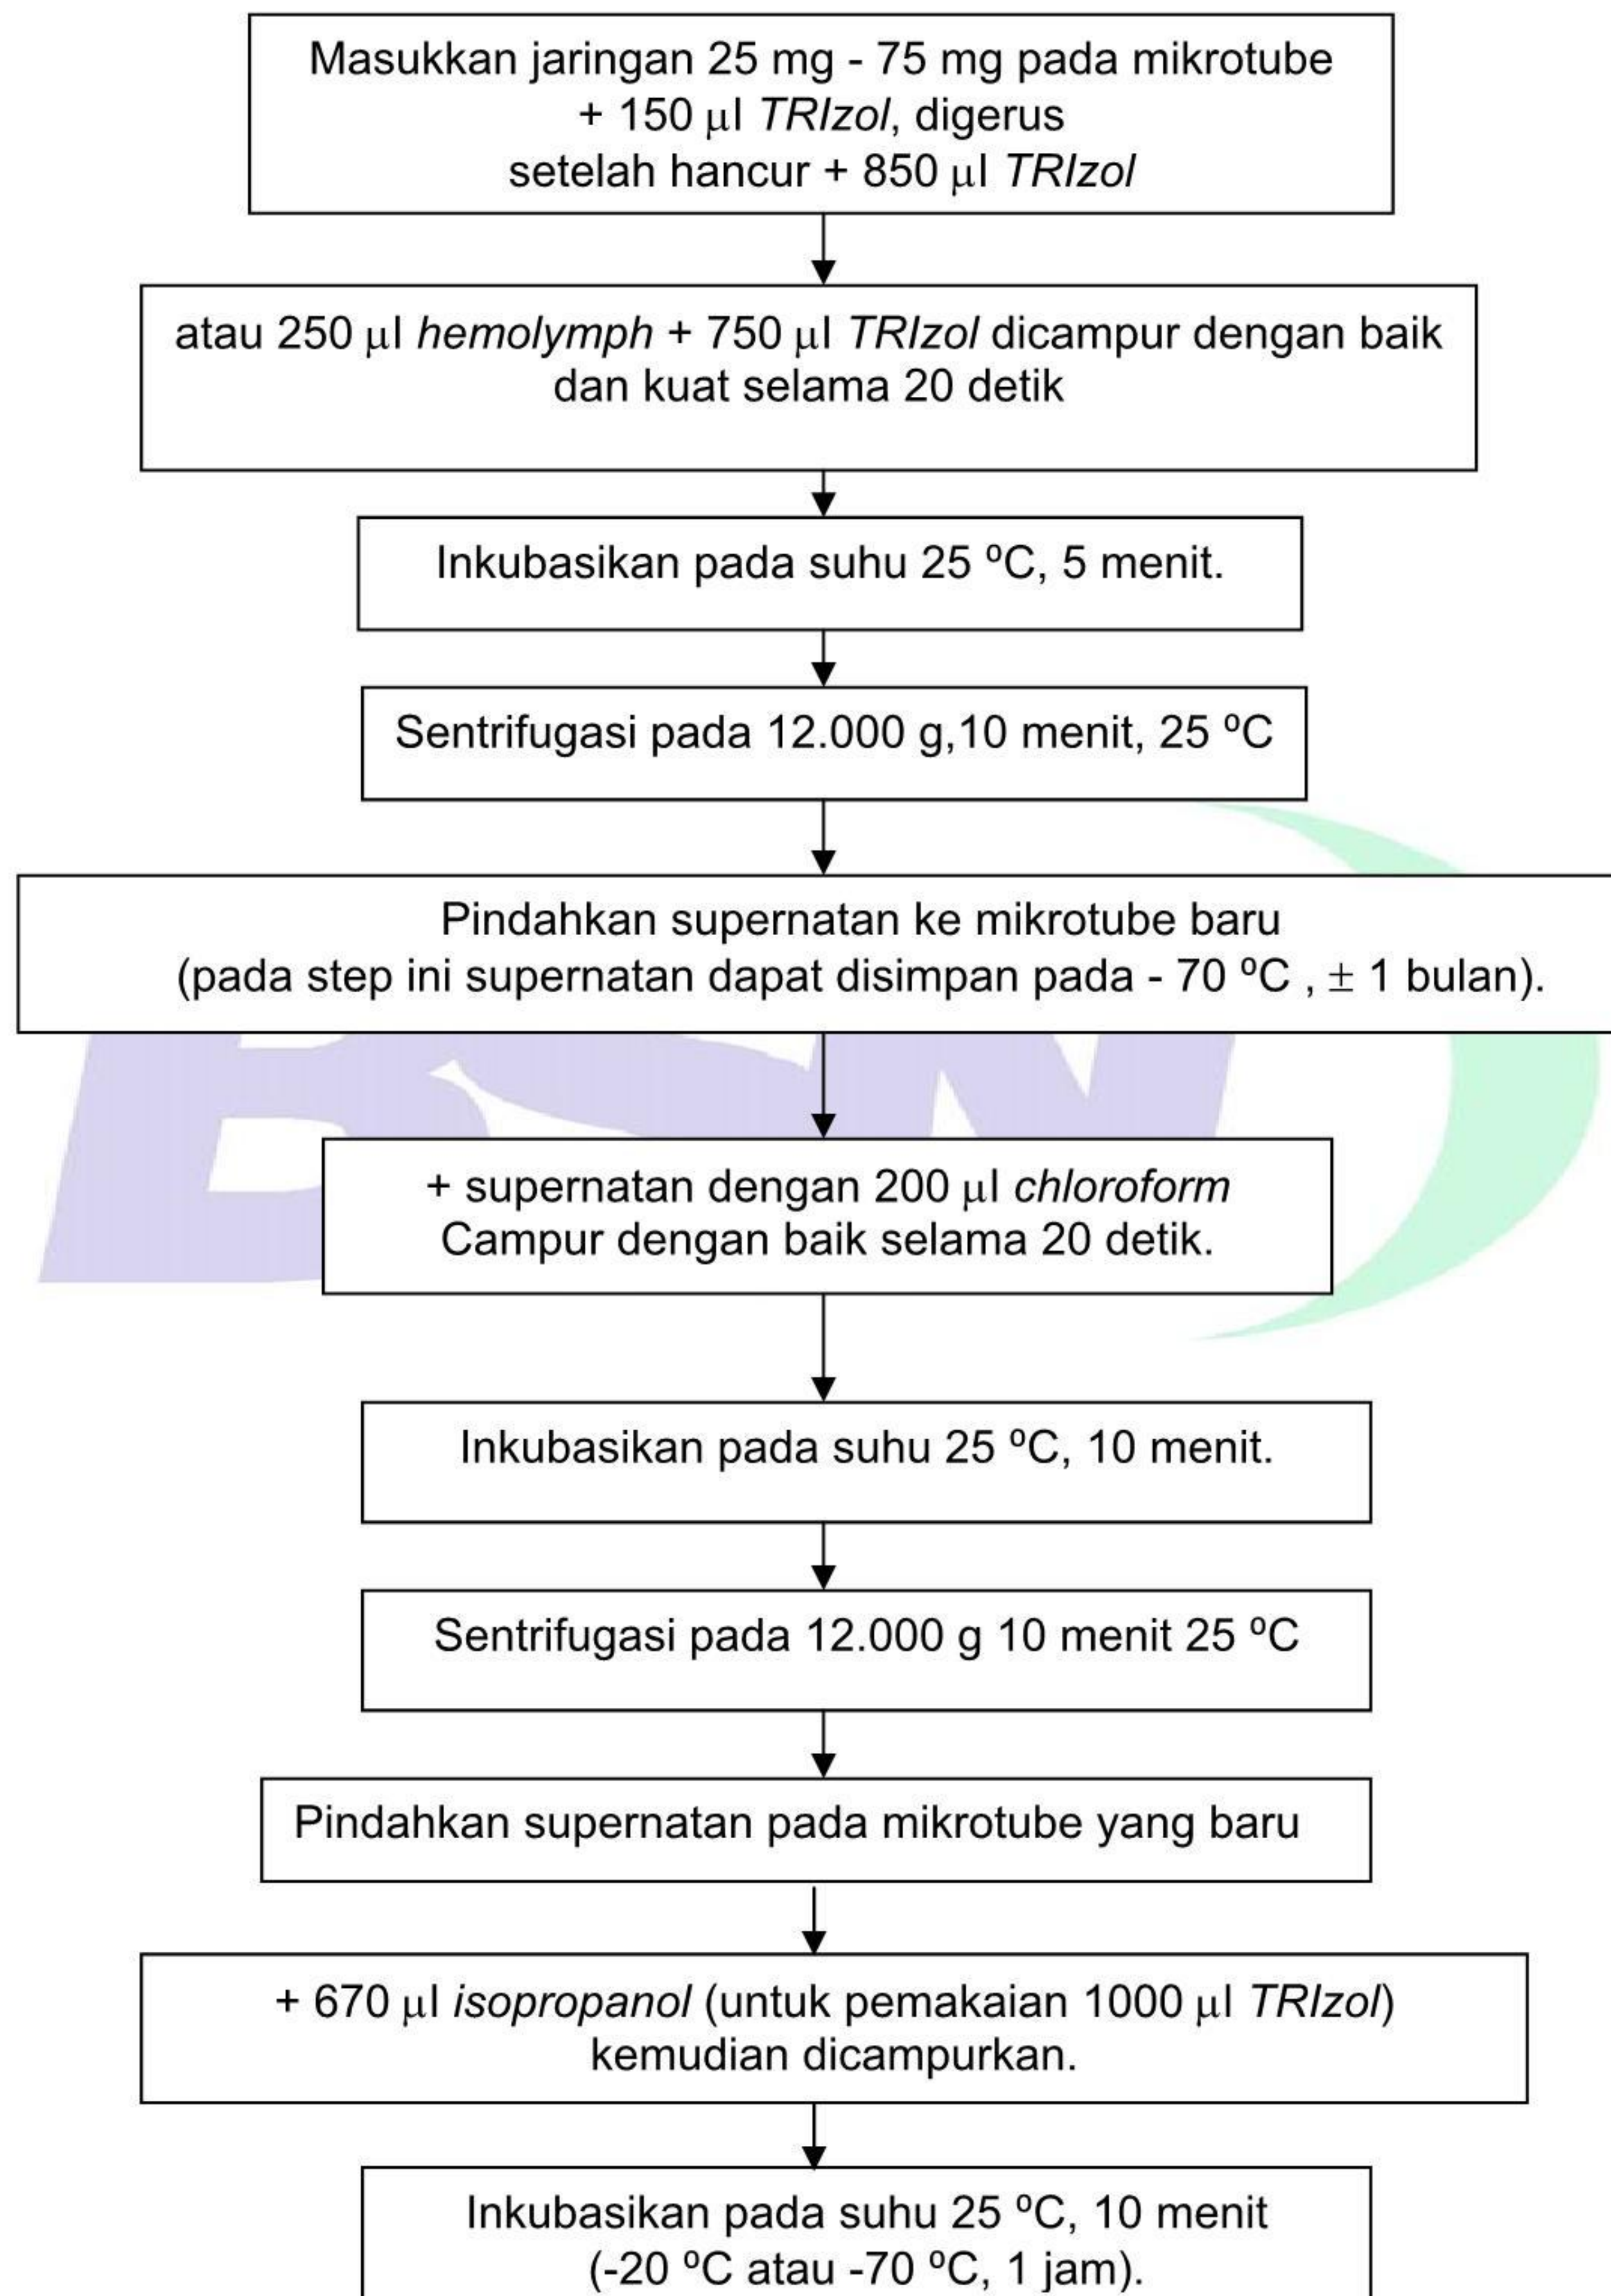 Masukkan jaringan 25 mg - 75 mg pada mikrotube
+ 150 µl TRIzol, digerus
setelah hancur + 850 µl TRIzol
atau 250 µl hemolymph + 750 µl TRIzol dicampur dengan baik
dan kuat selama 20 detik
Inkubasikan pada suhu 25 ºC, 5 menit.
Sentrifugasi pada 12.000 g,10 menit, 25 ºC
Pindahkan supernatan ke mikrotube baru
(pada step ini supernatan dapat disimpan pada - 70 ºC , ± 1 bulan).
BSN
+ supernatan dengan 200 µl chloroform
Campur dengan baik selama 20 detik.
Inkubasikan pada suhu 25 ºC, 10 menit.
Sentrifugasi pada 12.000 g 10 menit 25 ºC
Pindahkan supernatan pada mikrotube yang baru
+ 670 µl isopropanol (untuk pemakaian 1000 µl TRIzol)
kemudian dicampurkan.
Inkubasikan pada suhu 25 ºC, 10 menit
(-20 ºC atau -70 ºC, 1 jam).